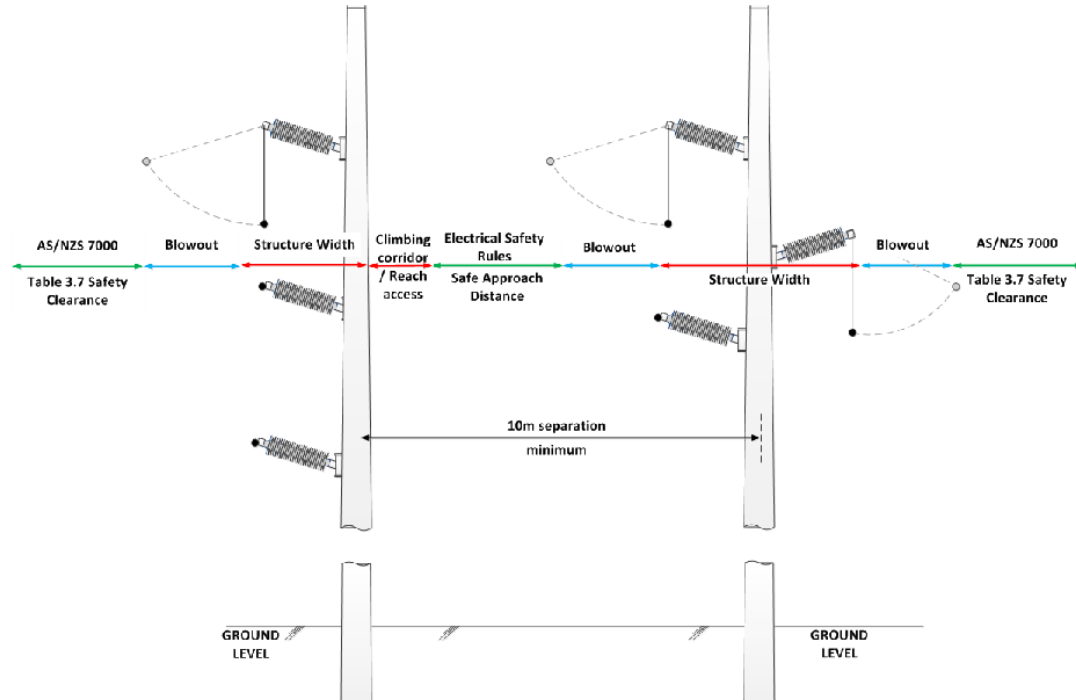 AS/NZS 7000
Table 3.7 Safety
Clearance
Blowout
Structure Width
Climbing
corridor
/ Reach
access
Electrical Safety
Rules
Safe Approach
Distance
Blowout
Structure Width
Blowout
AS/NZS 7000
Table 3.7 Safety
Clearance
10m separation
minimum
GROUND
LEVEL
GROUND
LEVEL